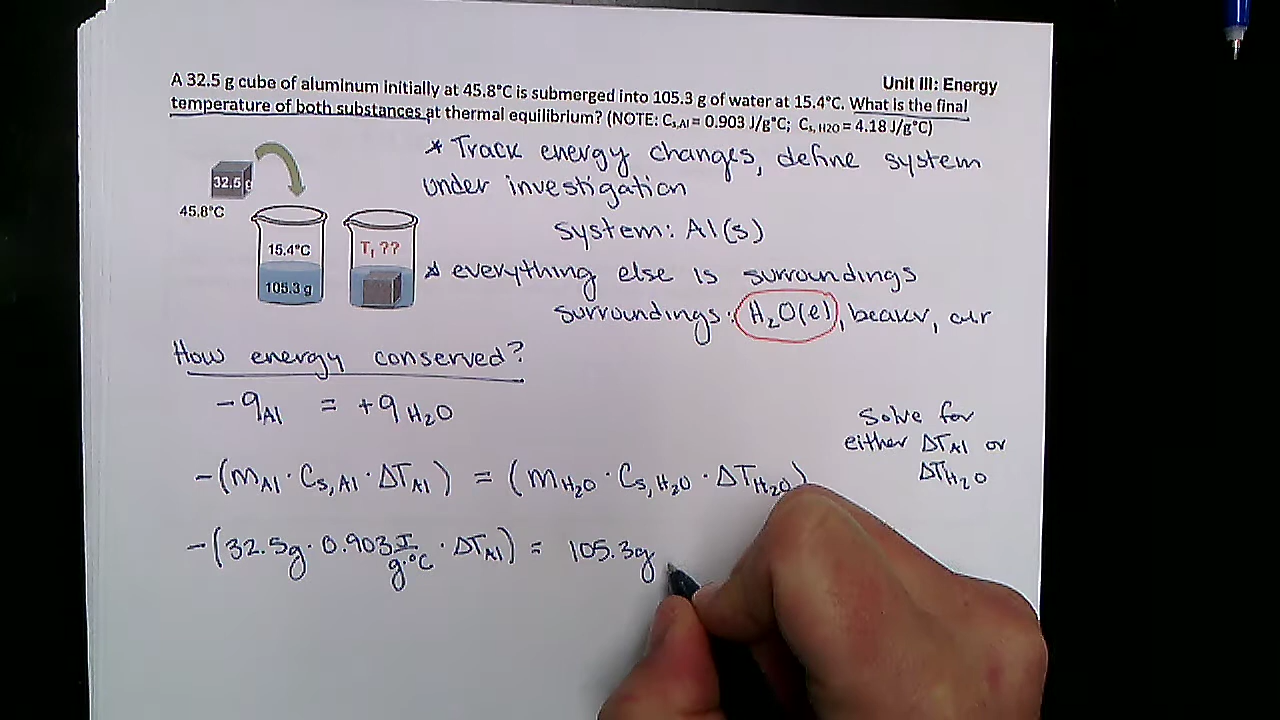 A 32.5 g cube of aluminum initially at 45.8°C is submerged into 105.3 g of water at 15.4°C. What is the final
Unit III: Energy
temperature of both substances at thermal equilibrium? (NOTE: Cs,Al = 0.903 J/g°C; Cs, H2O = 4.18 J/g°C)
* Track energy changes, define system
under investigation
32.5 g
45.8°C
system: Al(s)
15.4°C
Tf ??
105.3 g
* everything else is surroundings
surroundings: H₂O(l), beaker, air
How energy conserved?
-qAl = +qH₂O
Solve for
either ΔTAl or
ΔTH₂O
-(mAl · Cs,Al · ΔTAl) = (mH₂O · Cs,H₂O · ΔTH₂O)
-(32.5g · 0.903 J/g·°C · ΔTAl) = 105.3g